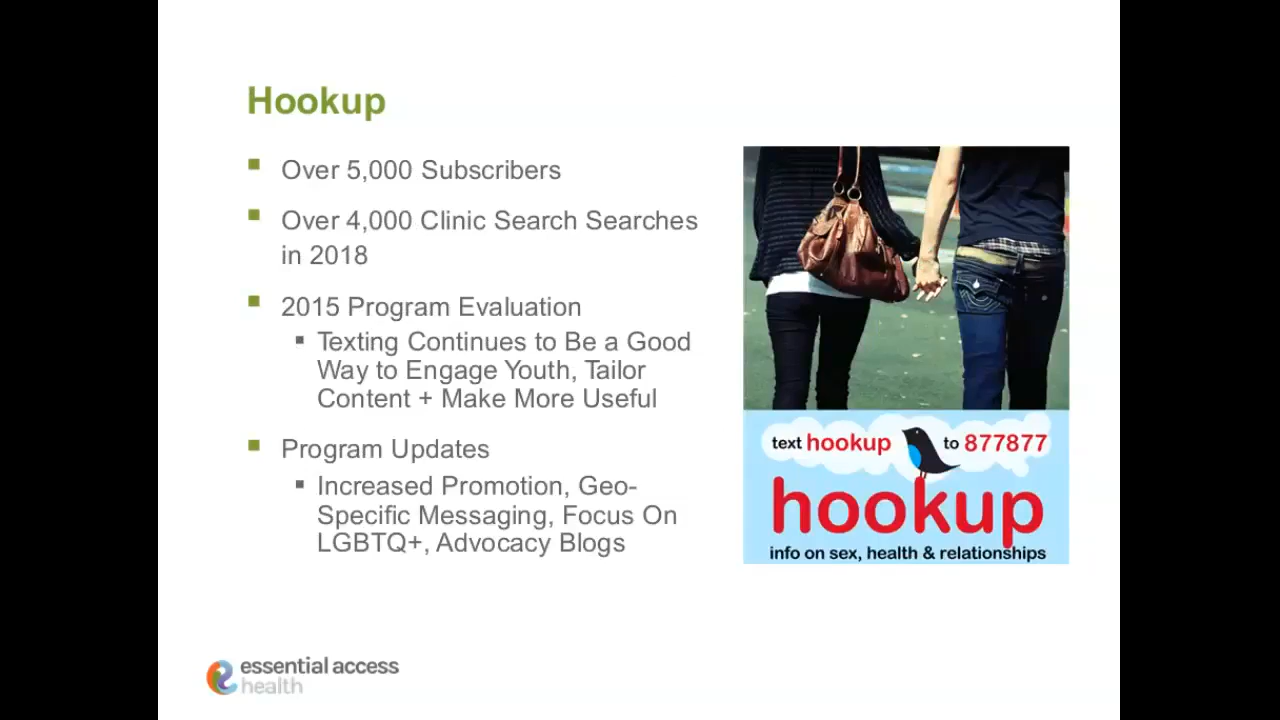 Hookup
Over 5,000 Subscribers
Over 4,000 Clinic Search Searches
in 2018
2015 Program Evaluation
Texting Continues to Be a Good
Way to Engage Youth, Tailor
Content + Make More Useful
Program Updates
Increased Promotion, Geo-
Specific Messaging, Focus On
LGBTQ+, Advocacy Blogs
text hookup to 877877
hookup
info on sex, health & relationships
essential access
health